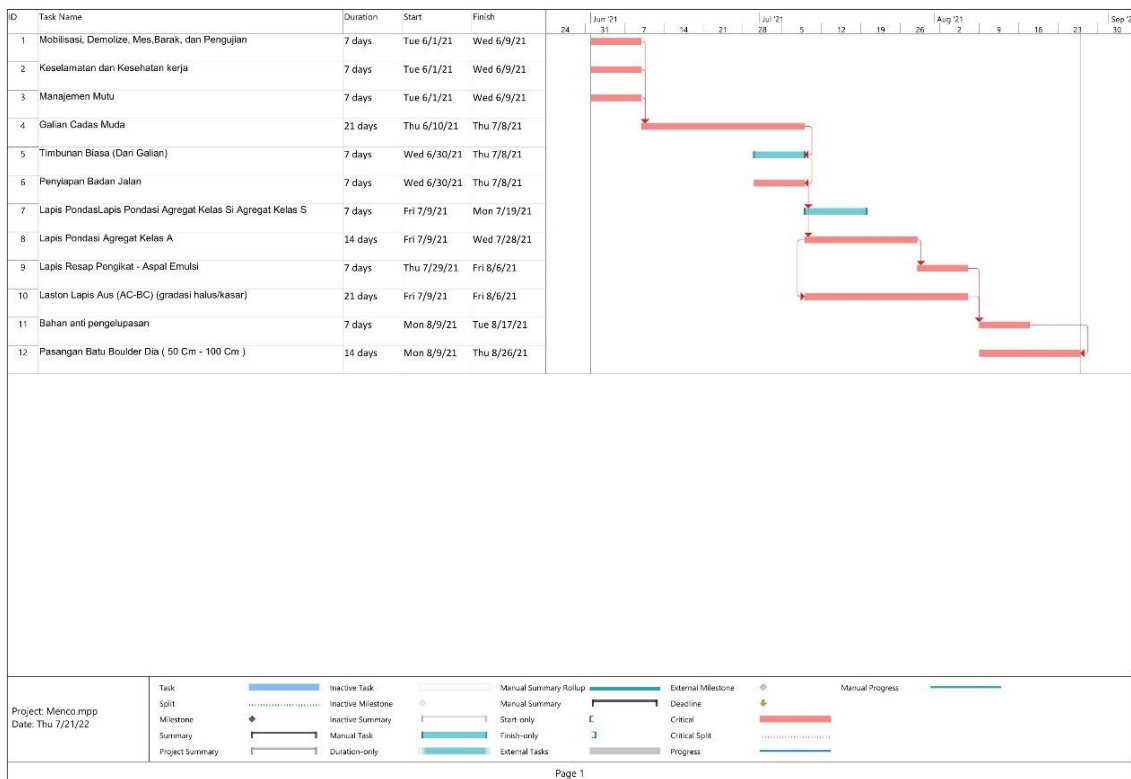 ID Task Name Duration Start Finish Jun '21 Jul '21 Aug '21 Sep '2
24 31 7 14 21 28 5 12 19 26 2 9 16 23 30
1 Mobilisasi, Demolize, Mes,Barak, dan Pengujian 7 days Tue 6/1/21 Wed 6/9/21
2 Keselamatan dan Kesehatan kerja 7 days Tue 6/1/21 Wed 6/9/21
3 Manajemen Mutu 7 days Tue 6/1/21 Wed 6/9/21
4 Galian Cadas Muda 21 days Thu 6/10/21 Thu 7/8/21
5 Timbunan Biasa (Dari Galian) 7 days Wed 6/30/21 Thu 7/8/21
6 Penyiapan Badan Jalan 7 days Wed 6/30/21 Thu 7/8/21
7 Lapis PondasLapis Pondasi Agregat Kelas Si Agregat Kelas S 7 days Fri 7/9/21 Mon 7/19/21
8 Lapis Pondasi Agregat Kelas A 14 days Fri 7/9/21 Wed 7/28/21
9 Lapis Resap Pengikat - Aspal Emulsi 7 days Thu 7/29/21 Fri 8/6/21
10 Laston Lapis Aus (AC-BC) (gradasi halus/kasar) 21 days Fri 7/9/21 Fri 8/6/21
11 Bahan anti pengelupasan 7 days Mon 8/9/21 Tue 8/17/21
12 Pasangan Batu Boulder Dia ( 50 Cm - 100 Cm ) 14 days Mon 8/9/21 Thu 8/26/21
Project: Menco.mpp
Date: Thu 7/21/22
Task Inactive Task Manual Summary Rollup External Milestone Manual Progress
Split Inactive Milestone Manual Summary Deadline
Milestone Inactive Summary Start-only Critical
Summary Manual Task Finish-only Critical Split
Project Summary Duration-only External Tasks Progress
Page 1